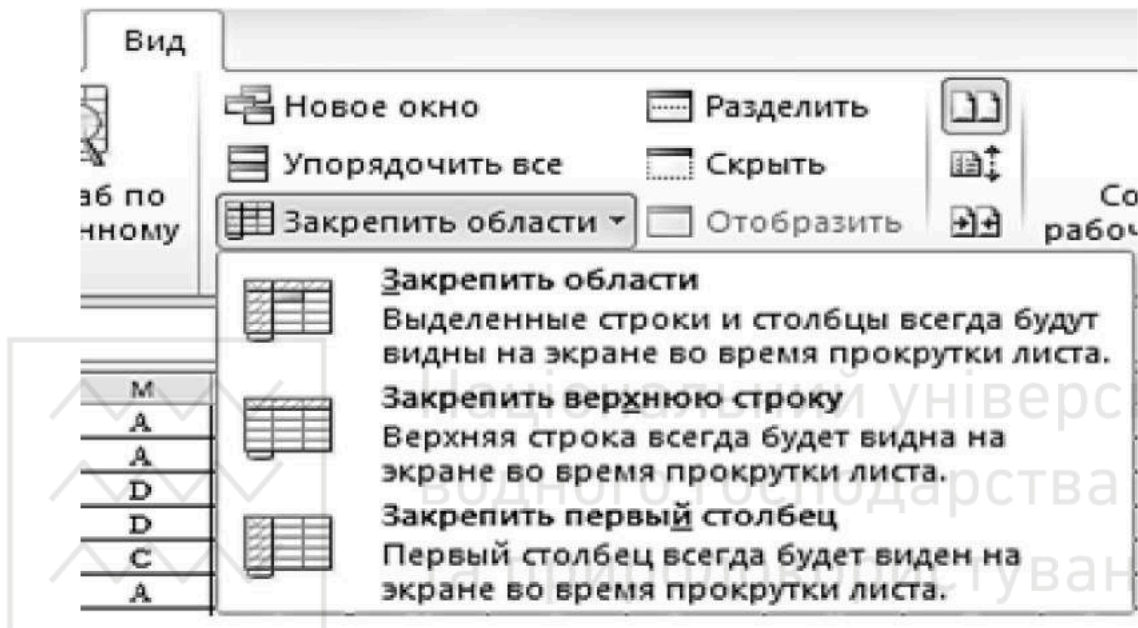 Вид
Новое окно
Разделить
Упорядочить все
Скрыть
аб по
нному
Закрепить области
Отобразить
Со
рабоч
Закрепить области
Выделенные строки и столбцы всегда будут
видны на экране во время прокрутки листа.
Закрепить верхнюю строку
Верхняя строка всегда будет видна на
экране во время прокрутки листа.
Закрепить первый столбец
Первый столбец всегда будет виден на
экране во время прокрутки листа.
M
A
A
D
D
C
A
Національний універс
водного господарства
та природокористуван